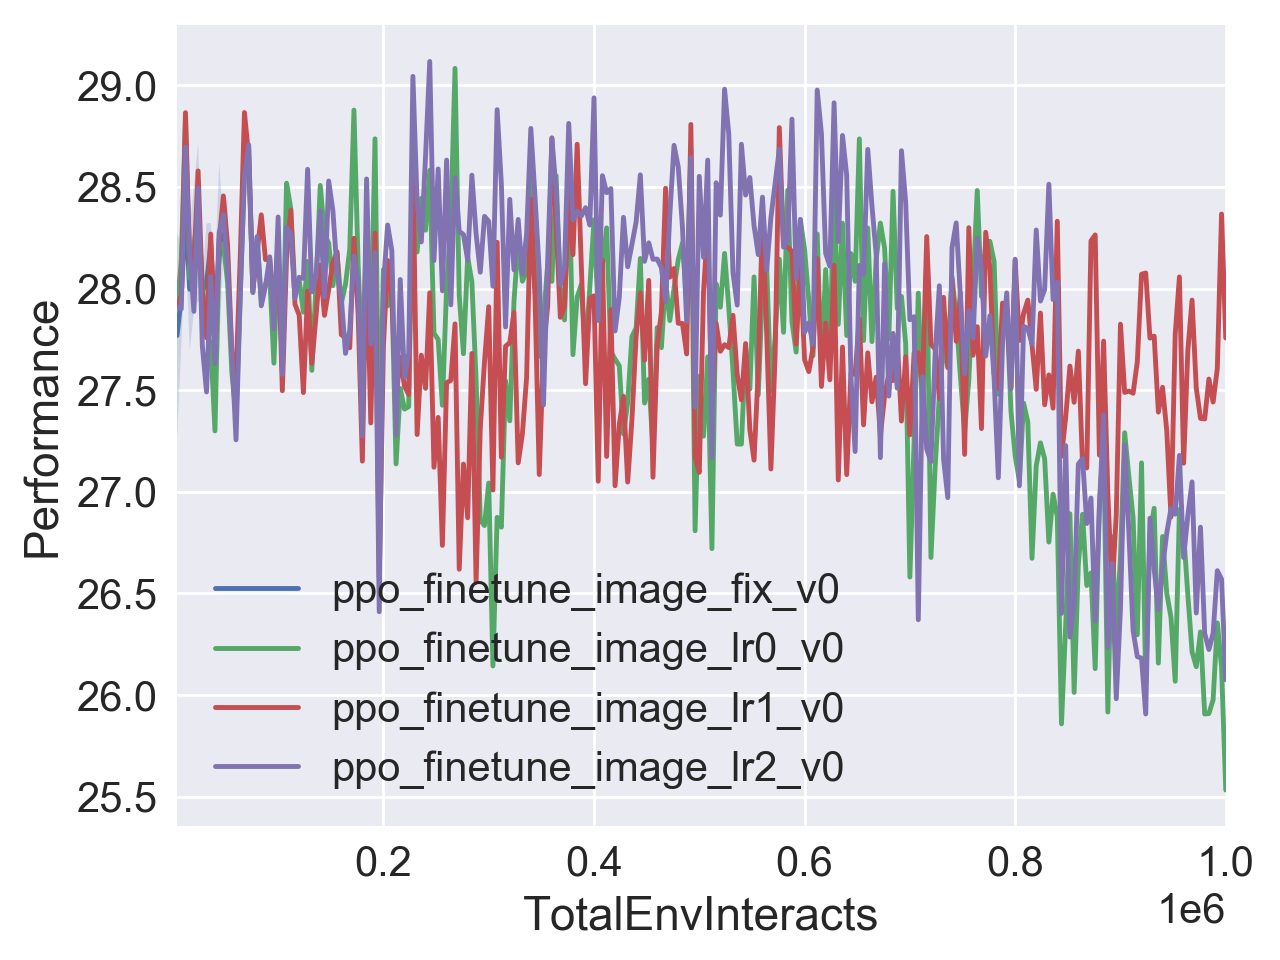 29.0
28.5
28.0
27.5
27.0
26.5
26.0
25.5
Performance
ppo_finetune_image_fix_v0
ppo_finetune_image_lr0_v0
ppo_finetune_image_lr1_v0
ppo_finetune_image_lr2_v0
0.2 0.4 0.6 0.8 1.0
1e6
TotalEnvInteracts